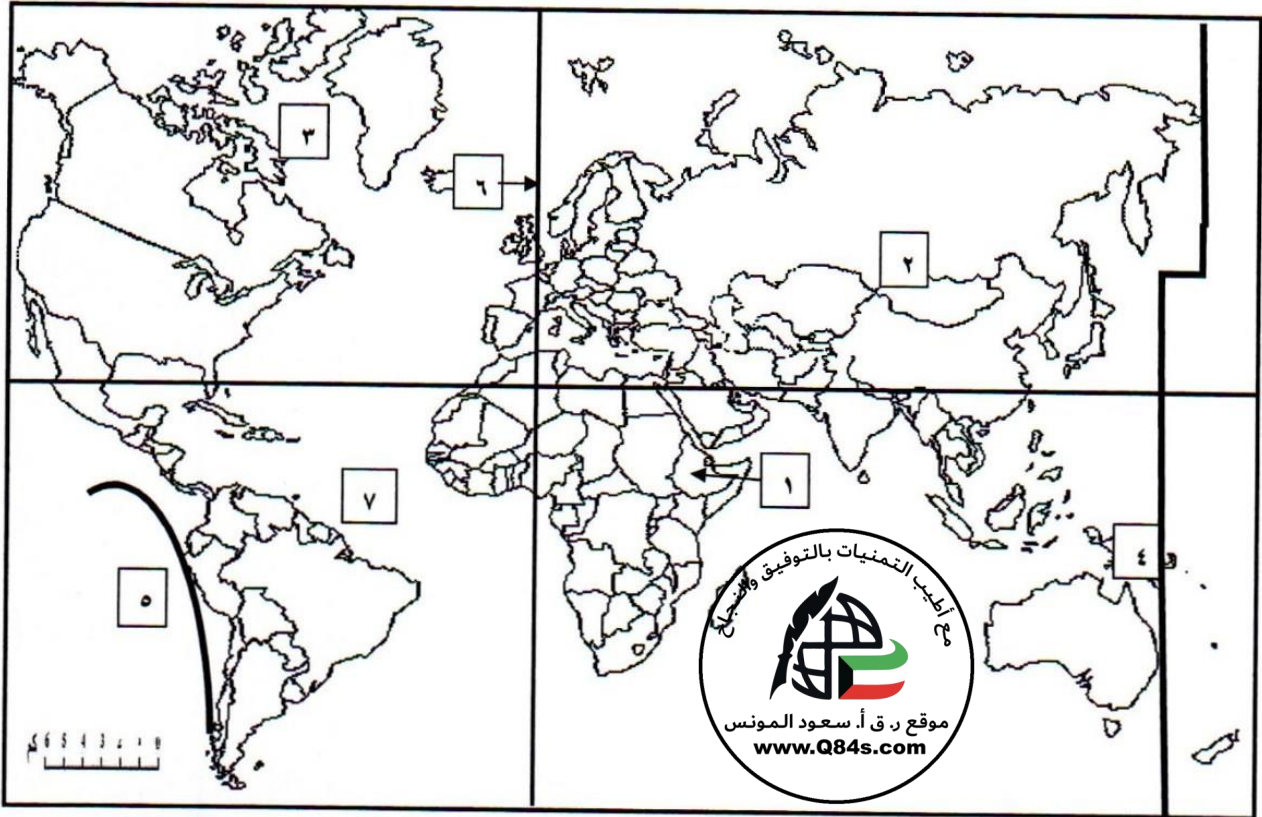 ٣
٦
٢
١
٧
٤
٥
مع أطيب التمنيات بالتوفيق والنجاح
موقع ر. ق أ. سعود المونس
www.Q84s.com